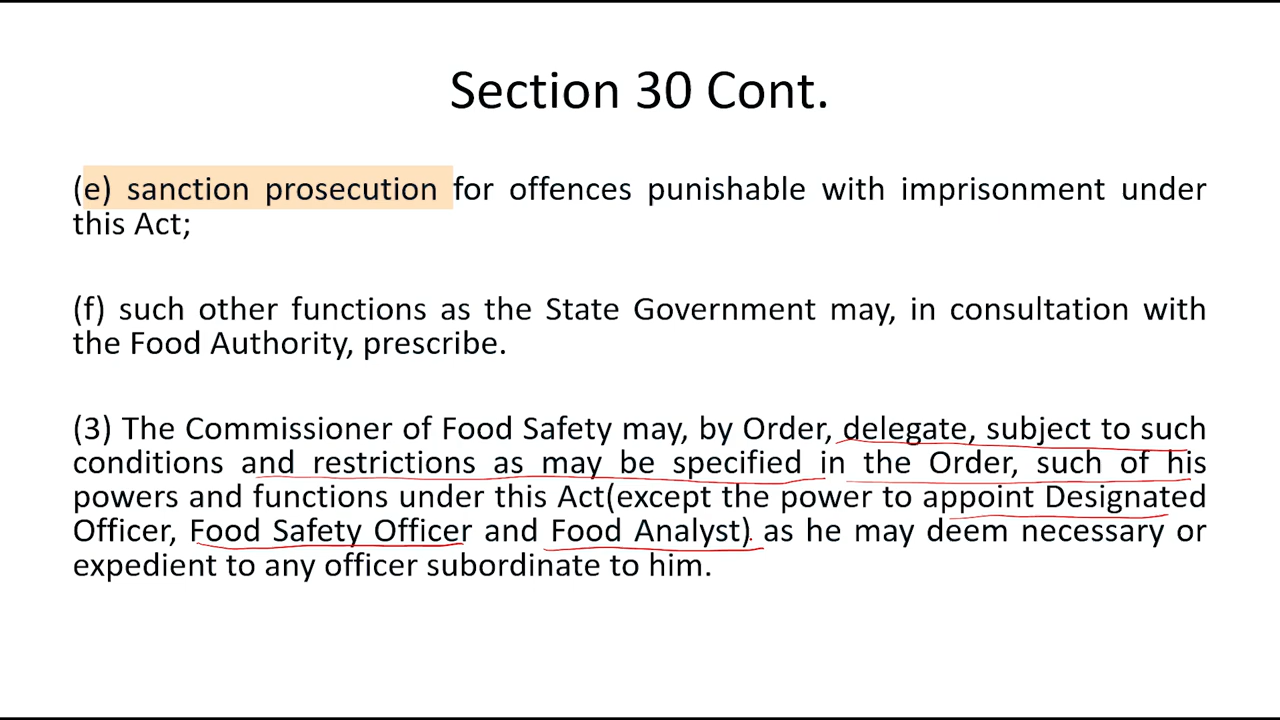 Section 30 Cont.
(e) sanction prosecution for offences punishable with imprisonment under
this Act;
(f) such other functions as the State Government may, in consultation with
the Food Authority, prescribe.
(3) The Commissioner of Food Safety may, by Order, delegate, subject to such
conditions and restrictions as may be specified in the Order, such of his
powers and functions under this Act(except the power to appoint Designated
Officer, Food Safety Officer and Food Analyst) as he may deem necessary or
expedient to any officer subordinate to him.